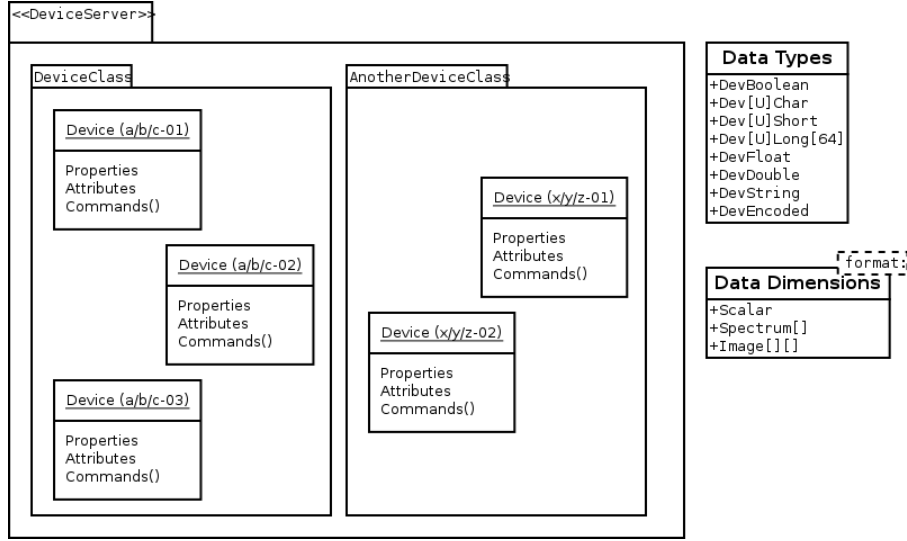 <<DeviceServer>>
DeviceClass
Device (a/b/c-01)
Properties
Attributes
Commands()
Device (a/b/c-02)
Properties
Attributes
Commands()
Device (a/b/c-03)
Properties
Attributes
Commands()
AnotherDeviceClass
Device (x/y/z-01)
Properties
Attributes
Commands()
Device (x/y/z-02)
Properties
Attributes
Commands()
Data Types
+DevBoolean
+Dev[U]Char
+Dev[U]Short
+Dev[U]Long[64]
+DevFloat
+DevDouble
+DevString
+DevEncoded
format:
Data Dimensions
+Scalar
+Spectrum[]
+Image[][]